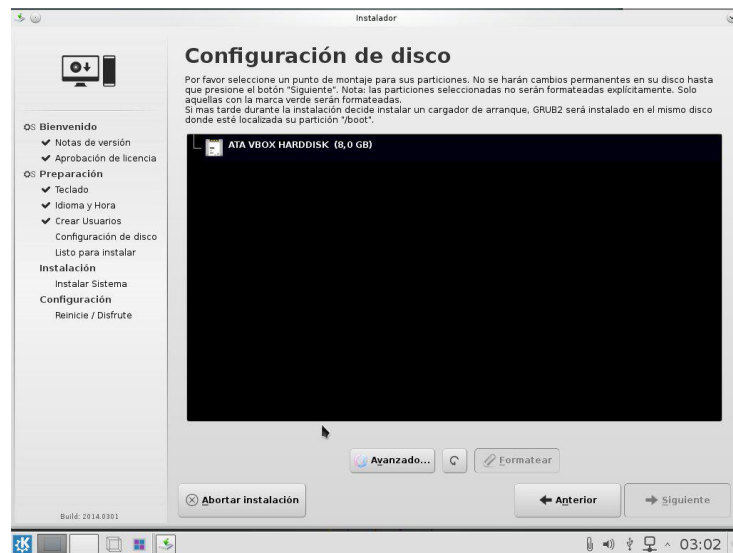 Instalador
Configuración de disco
Por favor seleccione un punto de montaje para sus particiones. No se harán cambios permanentes en su disco hasta
que presione el botón "Siguiente". Nota: las particiones seleccionadas no serán formateadas explícitamente. Solo
aquellas con la marca verde serán formateadas.
Si mas tarde durante la instalación decide instalar un cargador de arranque, GRUB2 será instalado en el mismo disco
donde esté localizada su partición "/boot".
Bienvenido
Notas de versión
Aprobación de licencia
Preparación
Teclado
Idioma y Hora
Crear Usuarios
Configuración de disco
Listo para instalar
Instalación
Instalar Sistema
Configuración
Reinicie / Disfrute
Build: 2014.0301
ATA VBOX HARDDISK (8,0 GB)
Avanzado...
Formatear
Abortar instalación
Anterior
Siguiente
03:02